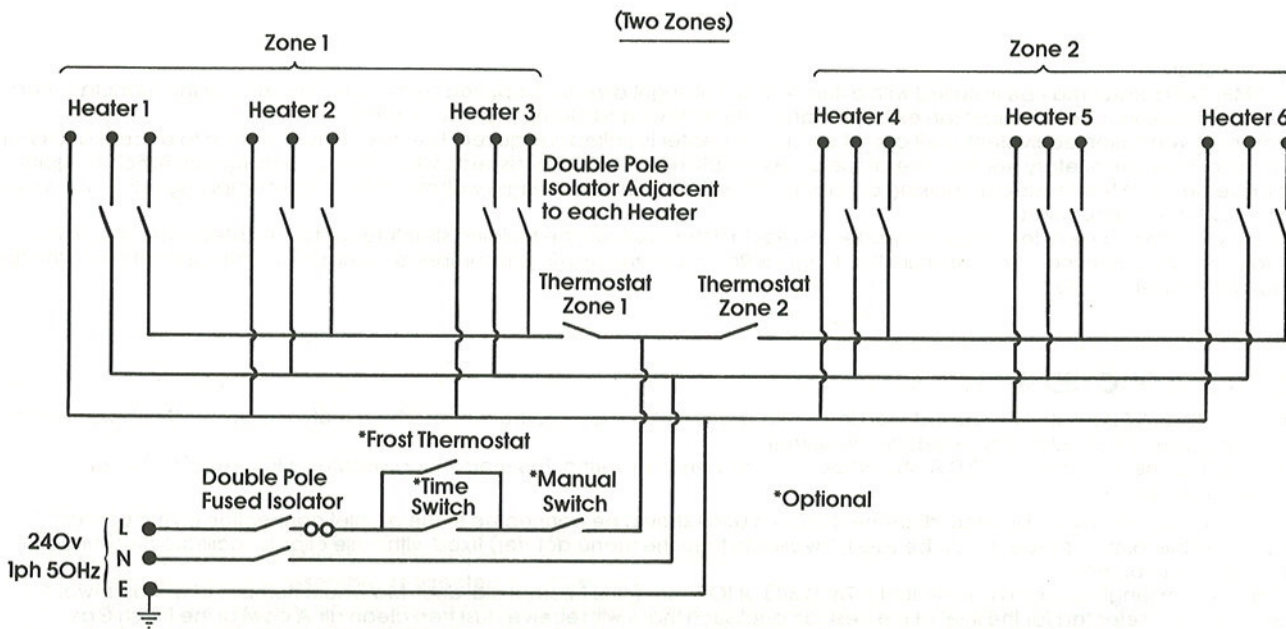 (Two Zones)
Zone 1
Zone 2
Heater 1
Heater 2
Heater 3
Heater 4
Heater 5
Heater 6
Double Pole
Isolator Adjacent
to each Heater
Thermostat
Zone 1
Thermostat
Zone 2
*Frost Thermostat
Double Pole
Fused Isolator
*Time
Switch
*Manual
Switch
*Optional
240v
1ph 50Hz
L
N
E